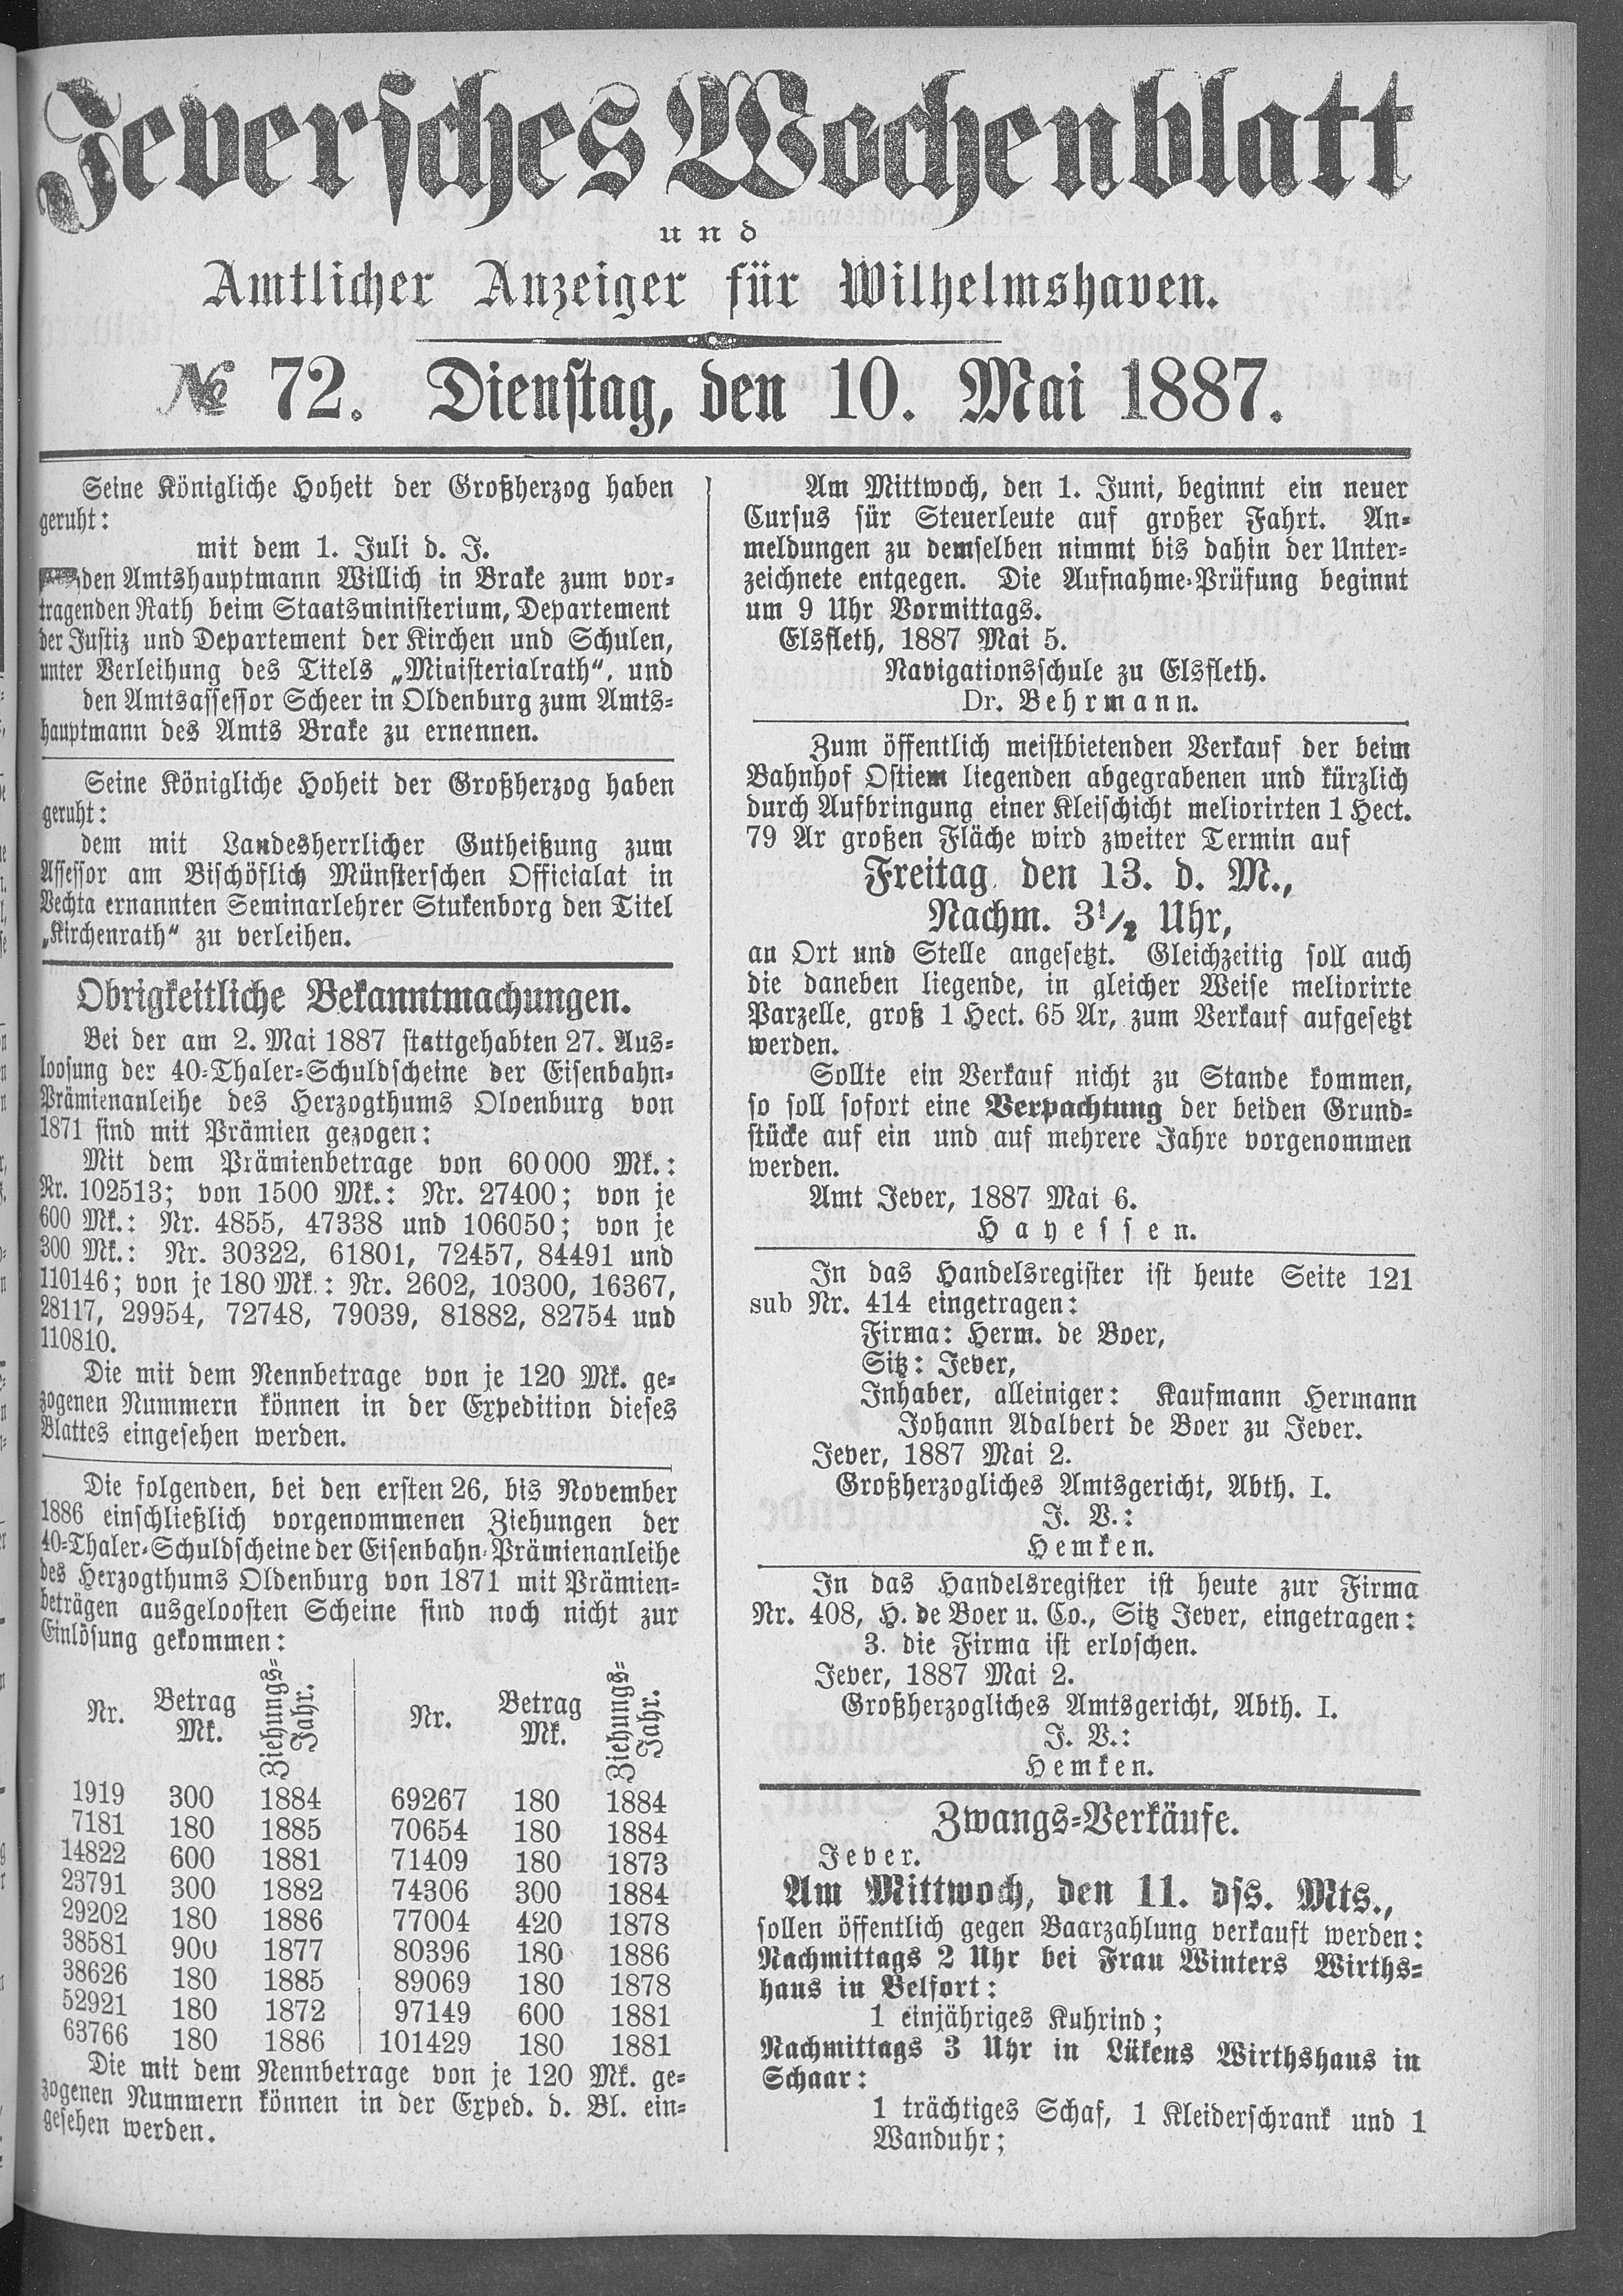 Jeversches Wochenblatt
und
Amtlicher Anzeiger für Wilhelmshaven.
№ 72. Dienstag, den 10. Mai 1887.
Seine Königliche Hoheit der Großherzog haben
geruht:
mit dem 1. Juli d. J.
den Amtshauptmann Willich in Brake zum vor-
tragenden Rath beim Staatsministerium, Departement
der Justiz und Departement der Kirchen und Schulen,
unter Verleihung des Titels „Ministerialrath“, und
den Amtsassessor Scheer in Oldenburg zum Amts-
hauptmann des Amts Brake zu ernennen.
Seine Königliche Hoheit der Großherzog haben
geruht:
dem mit Landesherrlicher Gutheißung zum
Assessor am Bischöflich Münsterschen Officialat in
Vechta ernannten Seminarlehrer Stukenborg den Titel
„Kirchenrath“ zu verleihen.
Obrigkeitliche Bekanntmachungen.
Bei der am 2. Mai 1887 stattgehabten 27. Aus-
loosung der 40-Thaler-Schuldscheine der Eisenbahn-
Prämienanleihe des Herzogthums Oloenburg von
1871 sind mit Prämien gezogen:
Mit dem Prämienbetrage von 60000 Mk.:
Nr. 102513; von 1500 Mk.: Nr. 27400; von je
600 Mk.: Nr. 4855, 47338 und 106050; von je
300 Mk.: Nr. 30322, 61801, 72457, 84491 und
110146; von je 180 Mk.: Nr. 2602, 10300, 16367,
28117, 29954, 72748, 79039, 81882, 82754 und
110810.
Die mit dem Nennbetrage von je 120 Mk. ge-
zogenen Nummern können in der Expedition dieses
Blattes eingesehen werden.
Die folgenden, bei den ersten 26, bis November
1886 einschließlich vorgenommenen Ziehungen der
40-Thaler-Schuldscheine der Eisenbahn-Prämienanleihe
des Herzogthums Oldenburg von 1871 mit Prämien-
beträgen ausgeloosten Scheine sind noch nicht zur
Einlösung gekommen:
Nr. Betrag Mk. Ziehungs-Jahr. Nr. Betrag Mk. Ziehungs-Jahr.
1919 300 1884 69267 180 1884
7181 180 1885 70654 180 1884
14822 600 1881 71409 180 1873
23791 300 1882 74306 300 1884
29202 180 1886 77004 420 1878
38581 900 1877 80396 180 1886
38626 180 1885 89069 180 1878
52921 180 1872 97149 600 1881
63766 180 1886 101429 180 1881
Die mit dem Nennbetrage von je 120 Mk. ge-
zogenen Nummern können in der Exped. d. Bl. ein-
gesehen werden.
Am Mittwoch, den 1. Juni, beginnt ein neuer
Cursus für Steuerleute auf großer Fahrt. An-
meldungen zu demselben nimmt bis dahin der Unter-
zeichnete entgegen. Die Aufnahme-Prüfung beginnt
um 9 Uhr Vormittags.
Elsfleth, 1887 Mai 5.
Navigationsschule zu Elsfleth.
Dr. Behrmann.
Zum öffentlich meistbietenden Verkauf der beim
Bahnhof Ostiem liegenden abgegrabenen und kürzlich
durch Aufbringung einer Kleischicht meliorirten 1 Hect.
79 Ar großen Fläche wird zweiter Termin auf
Freitag den 13. d. M.,
Nachm. 3½ Uhr,
an Ort und Stelle angesetzt. Gleichzeitig soll auch
die daneben liegende, in gleicher Weise meliorirte
Parzelle, groß 1 Hect. 65 Ar, zum Verkauf aufgesetzt
werden.
Sollte ein Verkauf nicht zu Stande kommen,
so soll sofort eine Verpachtung der beiden Grund-
stücke auf ein und auf mehrere Jahre vorgenommen
werden.
Amt Jever, 1887 Mai 6.
Hayessen.
In das Handelsregister ist heute Seite 121
sub Nr. 414 eingetragen:
Firma: Herm. de Boer,
Sitz: Jever,
Inhaber, alleiniger: Kaufmann Hermann
Johann Adalbert de Boer zu Jever.
Jever, 1887 Mai 2.
Großherzogliches Amtsgericht, Abth. I.
J. V.:
Hemken.
In das Handelsregister ist heute zur Firma
Nr. 408, H. de Boer u. Co., Sitz Jever, eingetragen:
3. die Firma ist erloschen.
Jever, 1887 Mai 2.
Großherzogliches Amtsgericht, Abth. I.
J. V.:
Hemken.
Zwangs-Verkäufe.
Jever.
Am Mittwoch, den 11. dss. Mts.,
sollen öffentlich gegen Baarzahlung verkauft werden:
Nachmittags 2 Uhr bei Frau Winters Wirths-
haus in Belfort:
1 einjähriges Kuhrind;
Nachmittags 3 Uhr in Lükens Wirthshaus in
Schaar:
1 trächtiges Schaf, 1 Kleiderschrank und 1
Wanduhr;